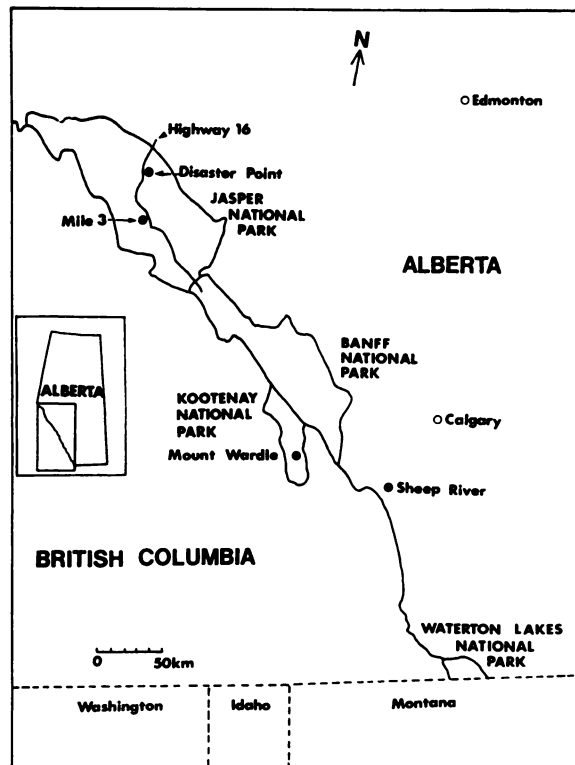 N
Edmonton
Highway 16
Disaster Point
JASPER
NATIONAL
PARK
Mile 3
ALBERTA
BANFF
NATIONAL
PARK
ALBERTA
KOOTENAY
NATIONAL
PARK
Calgary
Mount Wardle
Sheep River
BRITISH COLUMBIA
WATERTON LAKES
NATIONAL
PARK
0 50km
Washington Idaho Montana